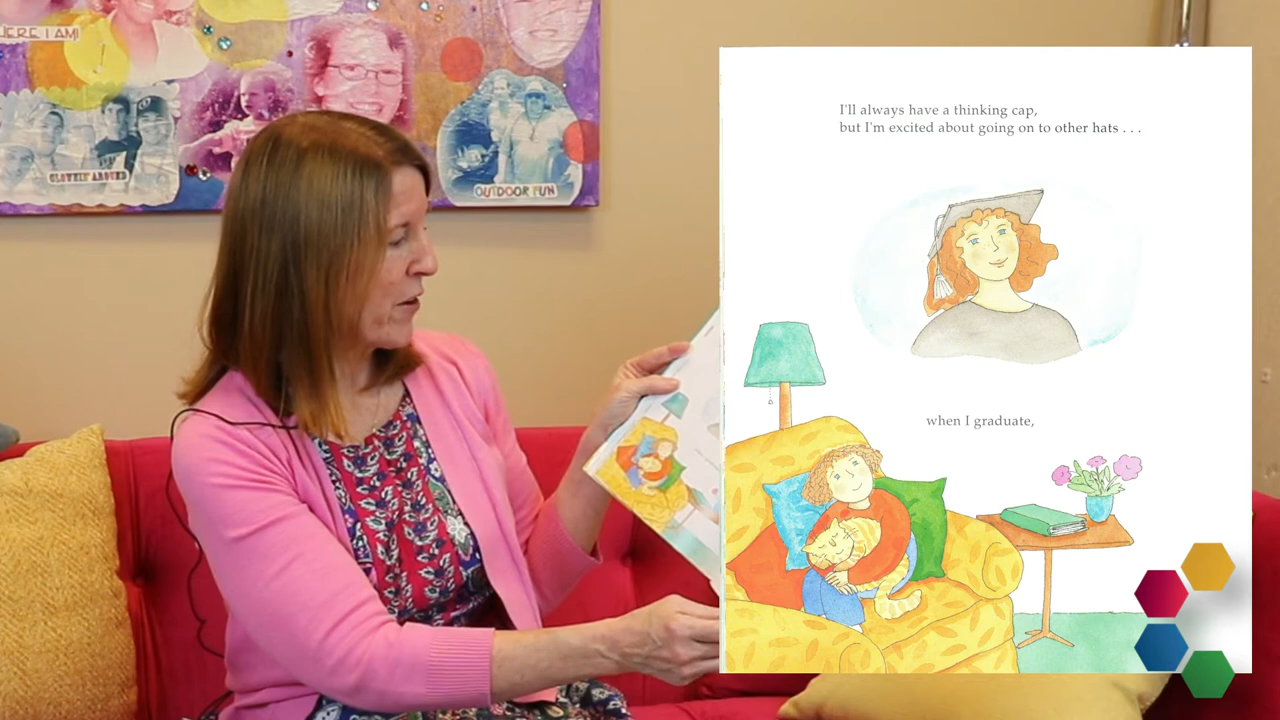 HERE I AM!
CLOWNIN' AROUND
OUTDOOR FUN
I'll always have a thinking cap,
but I'm excited about going on to other hats . . .
when I graduate,